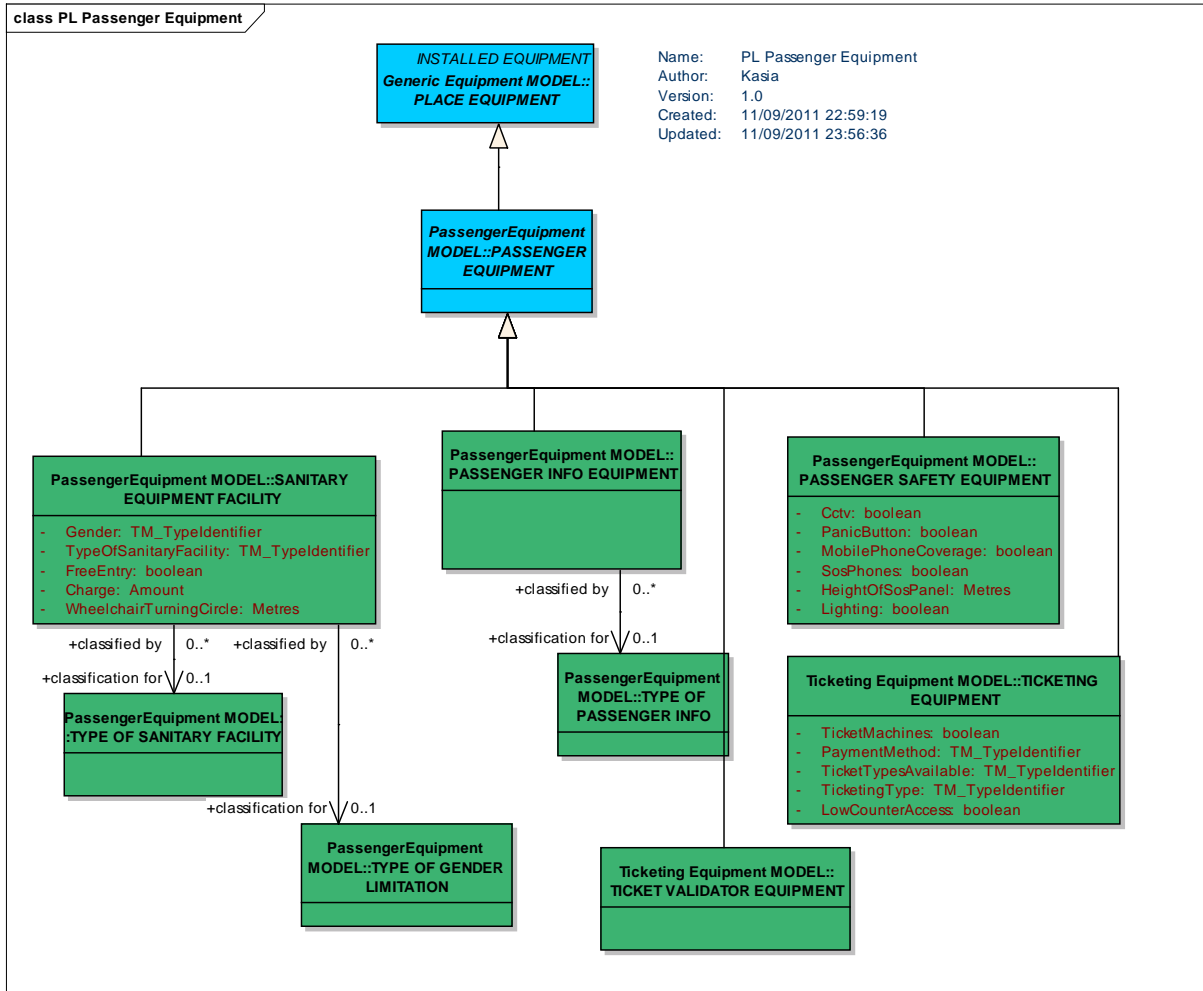 class PL Passenger Equipment
INSTALLED EQUIPMENT
Generic Equipment MODEL::
PLACE EQUIPMENT
Name: PL Passenger Equipment
Author: Kasia
Version: 1.0
Created: 11/09/2011 22:59:19
Updated: 11/09/2011 23:56:36
PassengerEquipment
MODEL::PASSENGER
EQUIPMENT
PassengerEquipment MODEL::SANITARY
EQUIPMENT FACILITY
- Gender: TM_TypeIdentifier
- TypeOfSanitaryFacility: TM_TypeIdentifier
- FreeEntry: boolean
- Charge: Amount
- WheelchairTurningCircle: Metres
PassengerEquipment MODEL::
PASSENGER INFO EQUIPMENT
PassengerEquipment MODEL::
PASSENGER SAFETY EQUIPMENT
- Cctv: boolean
- PanicButton: boolean
- MobilePhoneCoverage: boolean
- SosPhones: boolean
- HeightOfSosPanel: Metres
- Lighting: boolean
+classified by 0..*
+classification for 0..1
+classified by 0..*
+classification for 0..1
+classified by 0..*
+classification for 0..1
PassengerEquipment MODEL:
:TYPE OF SANITARY FACILITY
PassengerEquipment
MODEL::TYPE OF
PASSENGER INFO
Ticketing Equipment MODEL::TICKETING
EQUIPMENT
- TicketMachines: boolean
- PaymentMethod: TM_TypeIdentifier
- TicketTypesAvailable: TM_TypeIdentifier
- TicketingType: TM_TypeIdentifier
- LowCounterAccess: boolean
PassengerEquipment
MODEL::TYPE OF GENDER
LIMITATION
Ticketing Equipment MODEL::
TICKET VALIDATOR EQUIPMENT